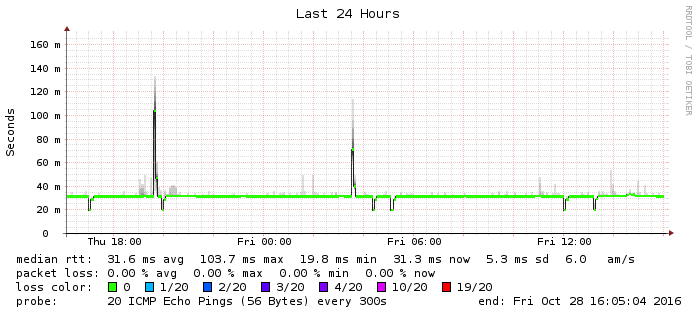 Last 24 Hours
RRDTOOL / TOBI OETIKER
Seconds
160 m
140 m
120 m
100 m
80 m
60 m
40 m
20 m
0
Thu 18:00 Fri 00:00 Fri 06:00 Fri 12:00
median rtt: 31.6 ms avg 103.7 ms max 19.8 ms min 31.3 ms now 5.3 ms sd 6.0 am/s
packet loss: 0.00 % avg 0.00 % max 0.00 % min 0.00 % now
loss color: 0 1/20 2/20 3/20 4/20 10/20 19/20
probe: 20 ICMP Echo Pings (56 Bytes) every 300s end: Fri Oct 28 16:05:04 2016